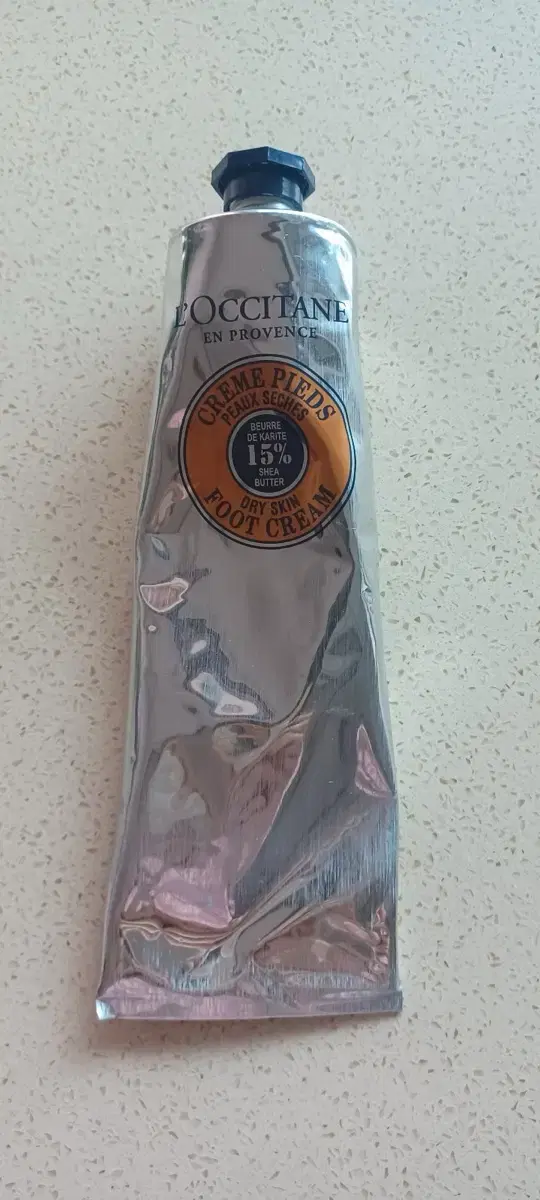 L'OCCITANE
EN PROVENCE
CREME PIEDS
PEAUX SECHES
BEURRE
DE KARITE
15%
SHEA
BUTTER
DRY SKIN
FOOT CREAM